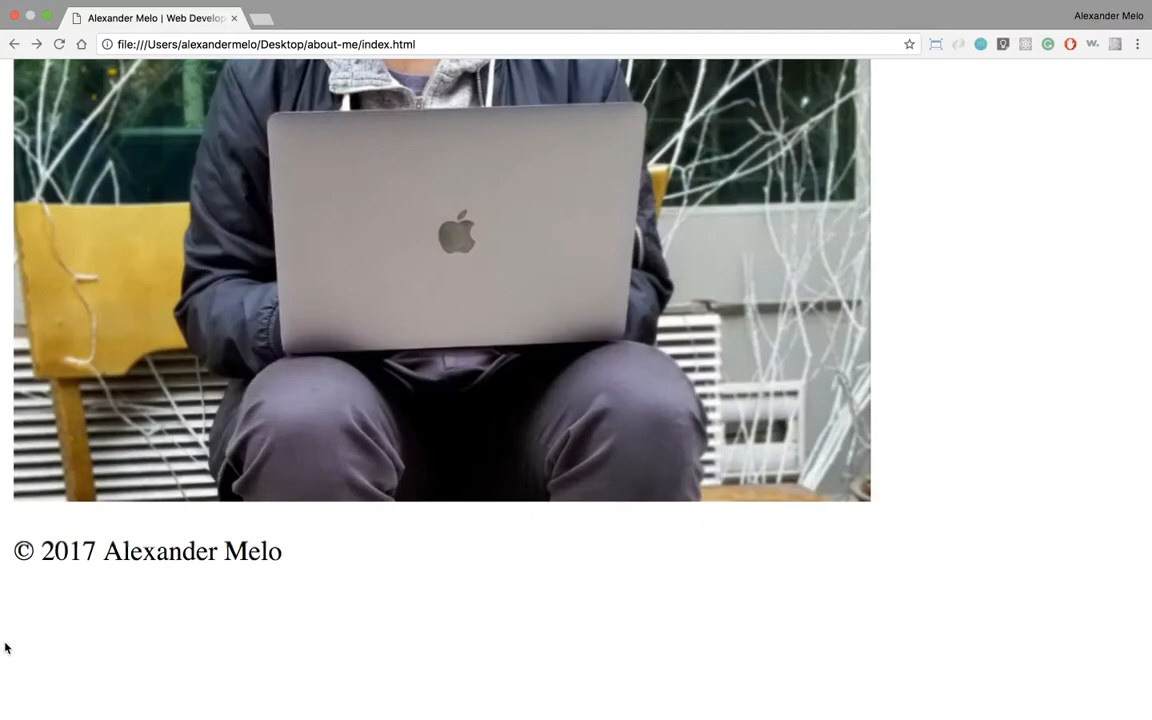 Alexander Melo | Web Develop
Alexander Melo
file:///Users/alexandermelo/Desktop/about-me/index.html
w.
© 2017 Alexander Melo